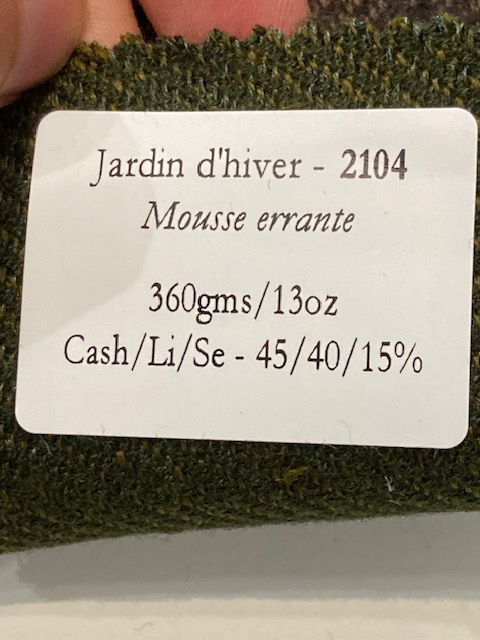 Jardin d'hiver - 2104
Mousse errante
360gms/13oz
Cash/Li/Se - 45/40/15%